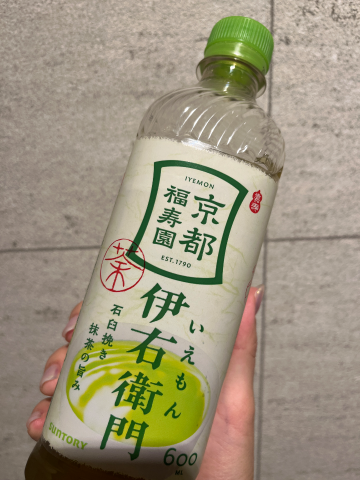 IYEMON
京都
福寿園
EST.1790
茶
伊右衛門
いえもん
石臼挽き
抹茶の旨み
SUNTORY
600